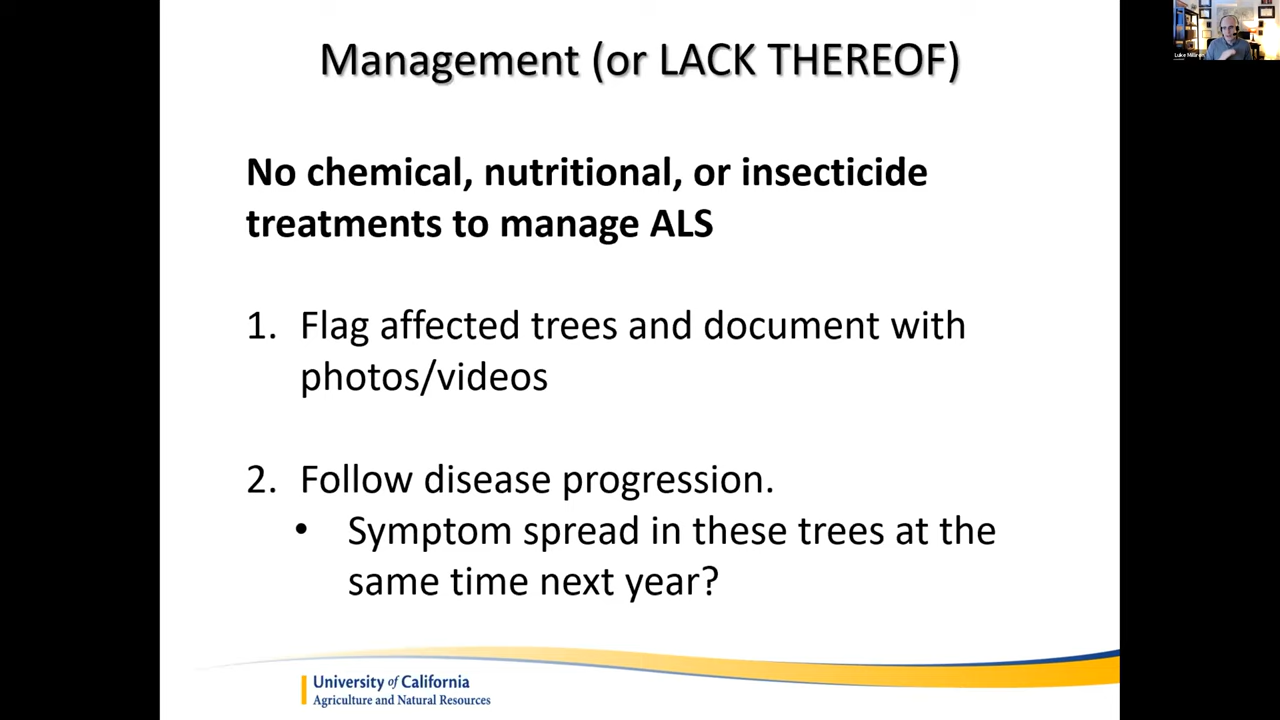 Management (or LACK THEREOF)
No chemical, nutritional, or insecticide
treatments to manage ALS
1. Flag affected trees and document with
photos/videos
2. Follow disease progression.
• Symptom spread in these trees at the
same time next year?
University of California
Agriculture and Natural Resources
Luke Milliron